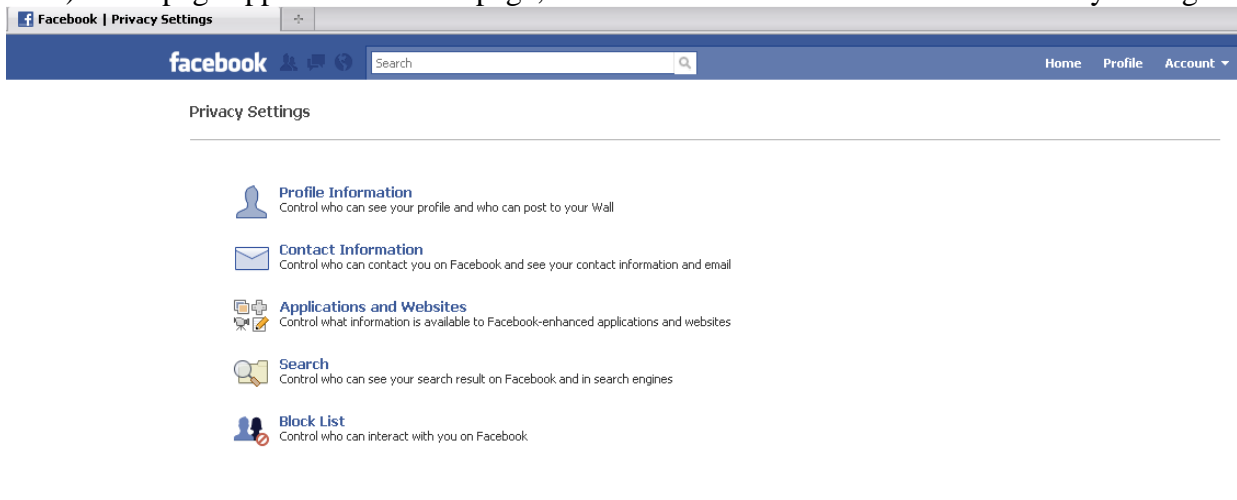 Facebook | Privacy Settings
facebook
Search
Home Profile Account
Privacy Settings
Profile Information
Control who can see your profile and who can post to your Wall
Contact Information
Control who can contact you on Facebook and see your contact information and email
Applications and Websites
Control what information is available to Facebook-enhanced applications and websites
Search
Control who can see your search result on Facebook and in search engines
Block List
Control who can interact with you on Facebook